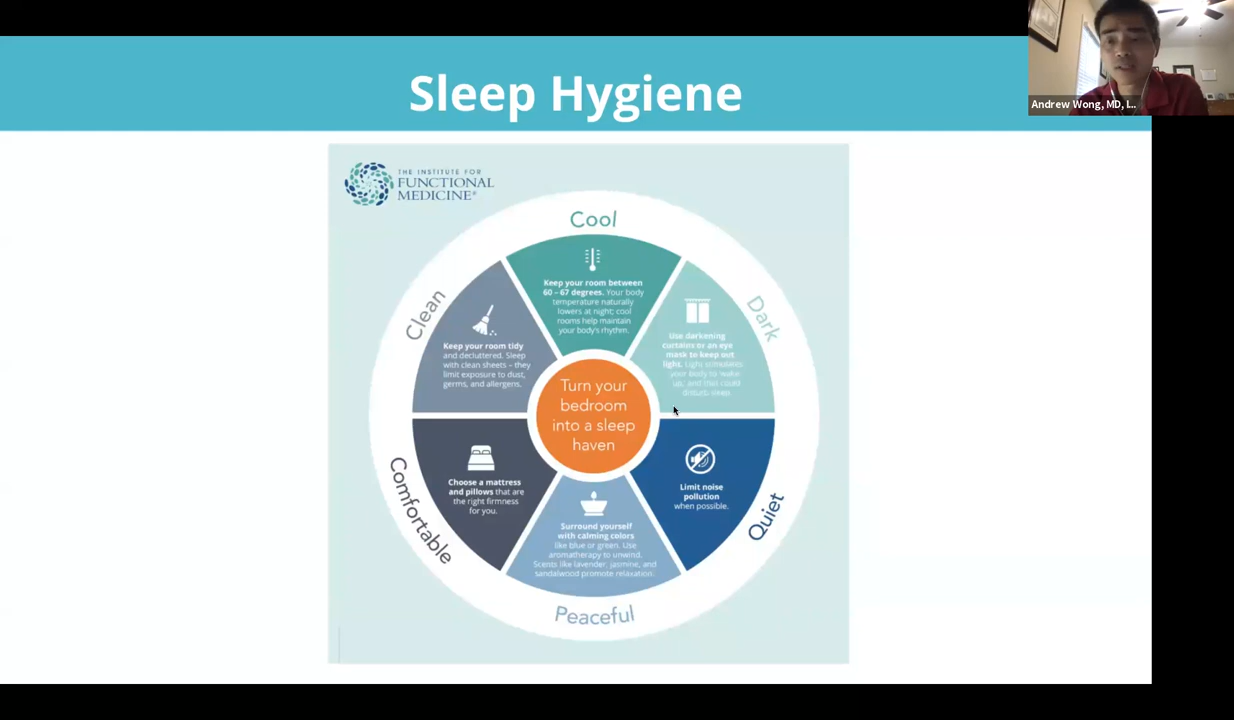 Sleep Hygiene
Andrew Wong, MD, L...
THE INSTITUTE FOR
FUNCTIONAL
MEDICINE®
Cool
Keep your room between
60 – 67 degrees. Your body
temperature naturally
lowers at night; cool
rooms help maintain
your body's rhythm.
Dark
Use darkening
curtains or an eye
mask to keep out
light. Light stimulates
your body to wake
up, and that could
disturb sleep.
Quiet
Limit noise
pollution
when possible.
Peaceful
Surround yourself
with calming colors
like blue or green. Use
aromatherapy to unwind.
Scents like lavender, jasmine, and
sandalwood promote relaxation.
Comfortable
Choose a mattress
and pillows that are
the right firmness
for you.
Clean
Keep your room tidy
and decluttered. Sleep
with clean sheets – they
limit exposure to dust,
germs, and allergens.
Turn your
bedroom
into a sleep
haven